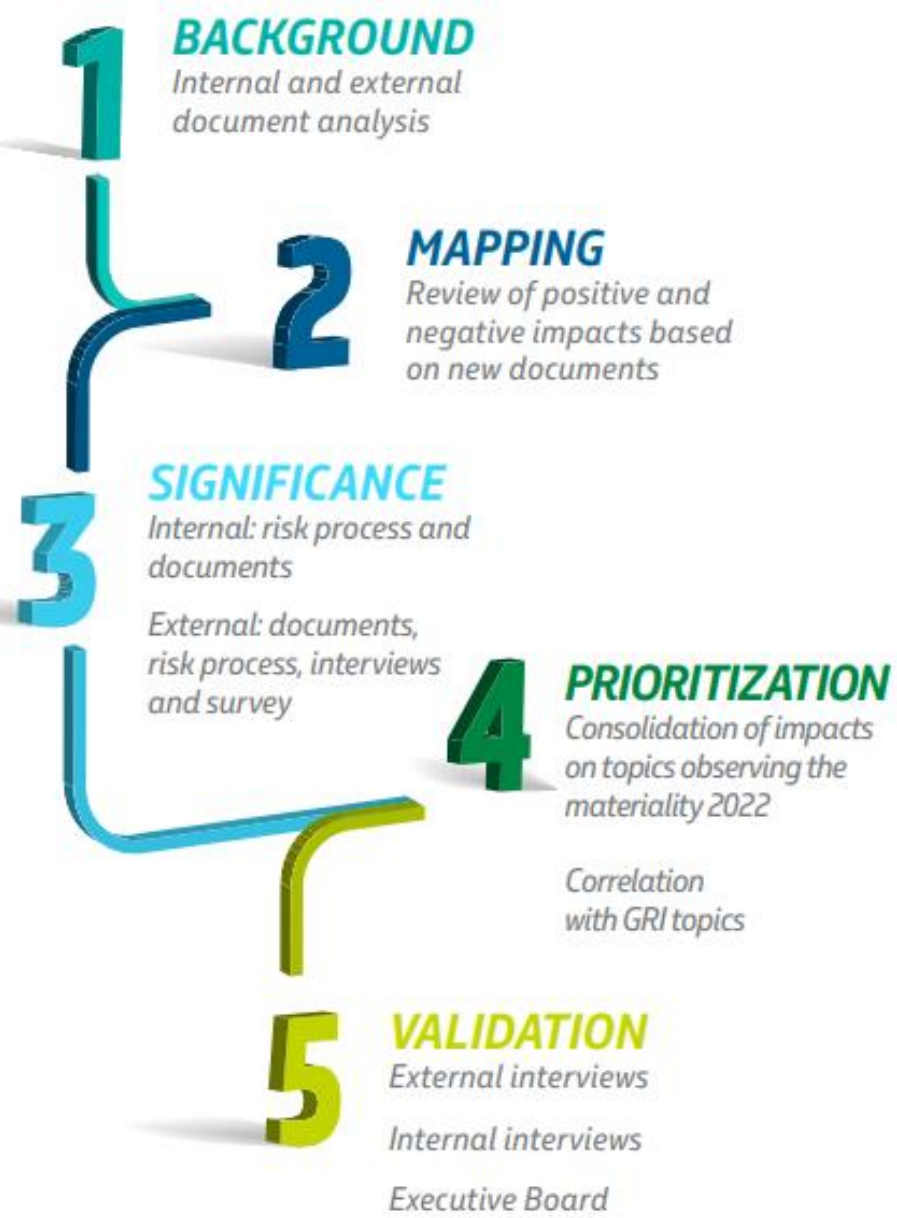 1
BACKGROUND
Internal and external
document analysis
2
MAPPING
Review of positive and
negative impacts based
on new documents
3
SIGNIFICANCE
Internal: risk process and
documents
External: documents,
risk process, interviews
and survey
4
PRIORITIZATION
Consolidation of impacts
on topics observing the
materiality 2022
Correlation
with GRI topics
5
VALIDATION
External interviews
Internal interviews
Executive Board